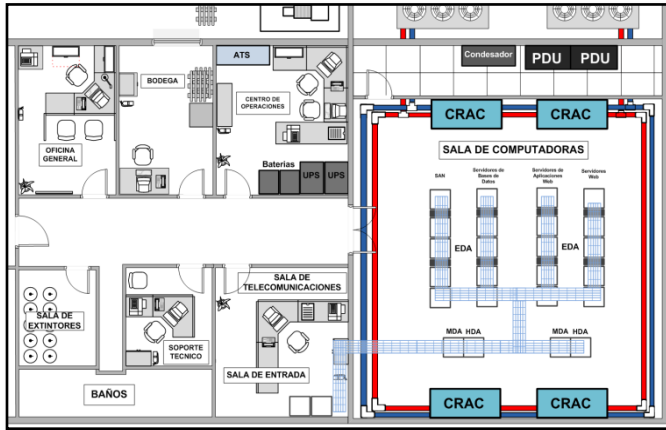 ATS
Condesador
PDU
PDU
BODEGA
CENTRO DE
OPERACIONES
CRAC
CRAC
OFICINA
GENERAL
SALA DE COMPUTADORAS
Baterias
UPS
UPS
SAN
Servidores de
Bases de
Datos
Servidores de
Aplicaciones
Web
Servidores
Web
EDA
EDA
SALA DE
TELECOMUNICACIONES
SALA DE
EXTINTORES
SOPORTE
TECNICO
MDA
HDA
MDA
HDA
SALA DE ENTRADA
BAÑOS
CRAC
CRAC